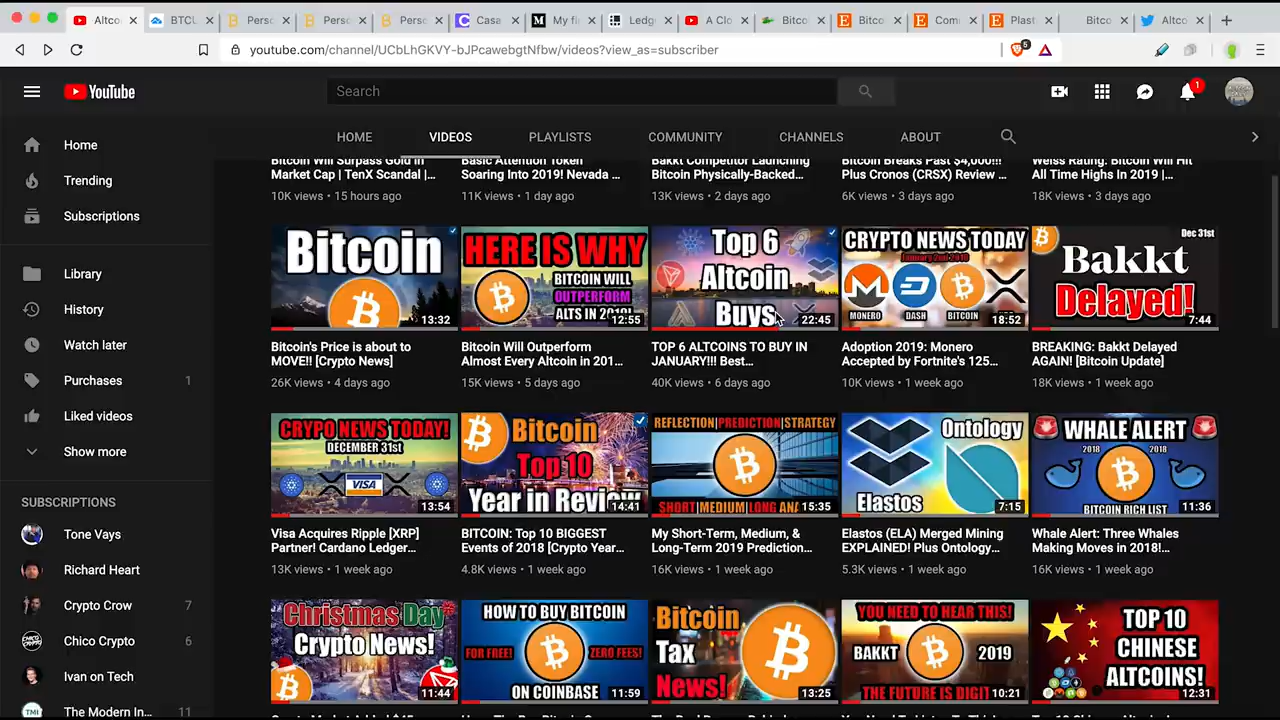 Altco
BTCU
Perso
Perso
Perso
Casa
My fi
Ledge
A Clo
Bitco
Bitco
Com
Plast
Bitco
Altco
youtube.com/channel/UCbLhGKVY-bJPcawebgtNfbw/videos?view_as=subscriber
5
YouTube
Search
1
HOME VIDEOS PLAYLISTS COMMUNITY CHANNELS ABOUT
Home
Trending
Subscriptions
Library
History
Watch later
Purchases 1
Liked videos
Show more
SUBSCRIPTIONS
Tone Vays
Richard Heart
Crypto Crow 7
Chico Crypto 6
Ivan on Tech
The Modern In... 11
Bitcoin Will Surpass Gold in
Market Cap | TenX Scandal |...
10K views • 15 hours ago
Basic Attention Token
Soaring Into 2019! Nevada ...
11K views • 1 day ago
Bakkt Competitor Launching
Bitcoin Physically-Backed...
13K views • 2 days ago
Bitcoin Breaks Past $4,000!!!
Plus Cronos (CRSX) Review ...
6K views • 3 days ago
Weiss Rating: Bitcoin Will Hit
All Time Highs In 2019 |...
18K views • 3 days ago
Bitcoin
13:32
Bitcoin's Price is about to
MOVE!! [Crypto News]
26K views • 4 days ago
HERE IS WHY
BITCOIN WILL
OUTPERFORM
ALTS IN 2019!
12:55
Bitcoin Will Outperform
Almost Every Altcoin in 201...
15K views • 5 days ago
Top 6
Altcoin
Buys
22:45
TOP 6 ALTCOINS TO BUY IN
JANUARY!!! Best...
40K views • 6 days ago
CRYPTO NEWS TODAY
January 2nd 2019
MONERO DASH BITCOIN
18:52
Adoption 2019: Monero
Accepted by Fortnite's 125...
10K views • 1 week ago
Dec 31st
Bakkt
Delayed!
7:44
BREAKING: Bakkt Delayed
AGAIN! [Bitcoin Update]
18K views • 1 week ago
CRYPO NEWS TODAY!
DECEMBER 31st
VISA
13:54
Visa Acquires Ripple [XRP]
Partner! Cardano Ledger...
13K views • 1 week ago
Bitcoin
Top 10
Year in Review
14:41
BITCOIN: Top 10 BIGGEST
Events of 2018 [Crypto Year...
4.8K views • 1 week ago
REFLECTION|PREDICTION|STRATEGY
SHORT|MEDIUM|LONG ANA
15:35
My Short-Term, Medium, &
Long-Term 2019 Prediction...
16K views • 1 week ago
Ontology
Elastos
7:15
Elastos (ELA) Merged Mining
EXPLAINED! Plus Ontology...
5.3K views • 1 week ago
WHALE ALERT
2018 2018
BITCOIN RICH LIST
11:36
Whale Alert: Three Whales
Making Moves in 2018!...
16K views • 1 week ago
Christmas Day
Crypto News!
11:44
HOW TO BUY BITCOIN
FOR FREE! ZERO FEES!
ON COINBASE
11:59
Bitcoin
Tax
News!
13:25
YOU NEED TO HEAR THIS!
BAKKT 2019
THE FUTURE IS DIGIT
10:21
TOP 10
CHINESE
ALTCOINS!
12:31